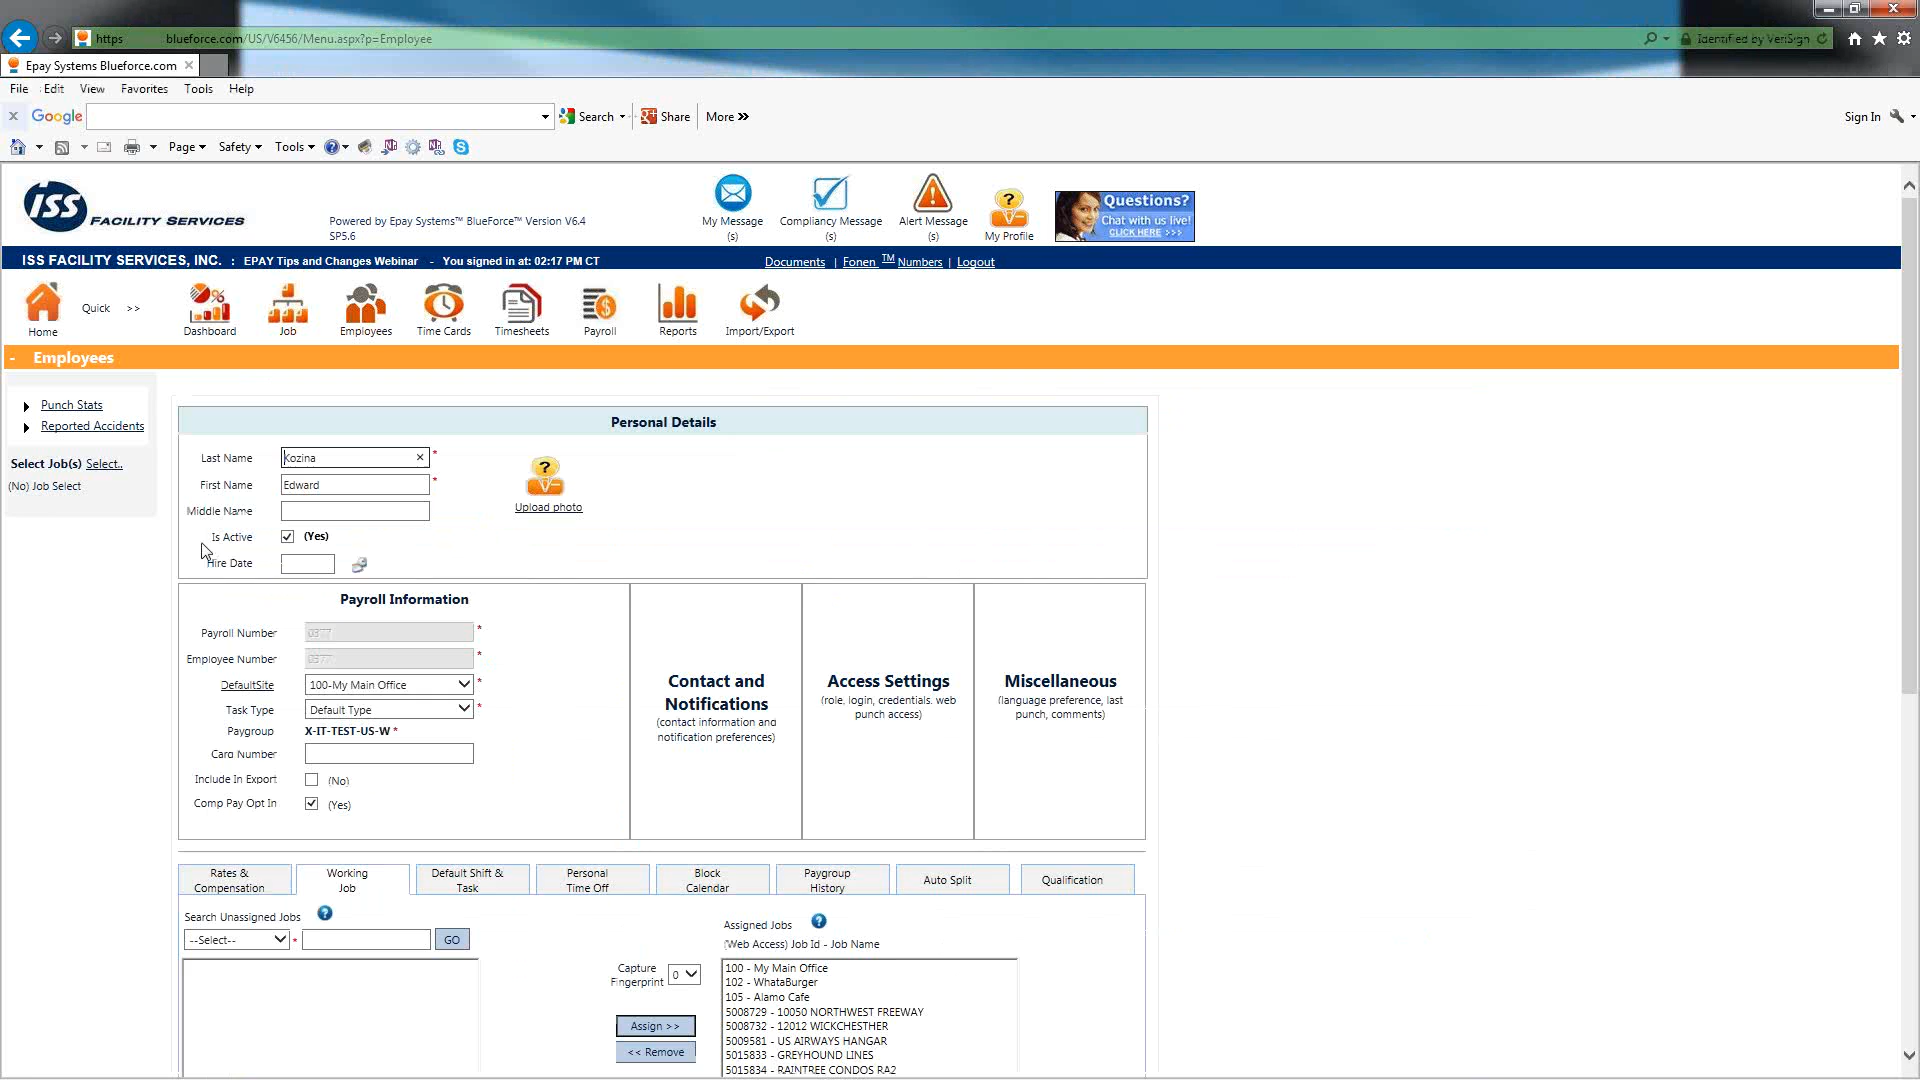 https blueforce.com/US/V6456/Menu.aspx?p=Employee
Identified by VeriSign
Epay Systems Blueforce.com
File Edit View Favorites Tools Help
Google Search Share More »
Sign In
Page Safety Tools
ISS FACILITY SERVICES
Powered by Epay Systems™ BlueForce™ Version V6.4
SP5.6
My Message
(s)
Compliancy Message
(s)
Alert Message
(s)
My Profile
Questions?
Chat with us live!
CLICK HERE >>>
ISS FACILITY SERVICES, INC. : EPAY Tips and Changes Webinar - You signed in at: 02:17 PM CT
Documents | Fonen TM Numbers | Logout
Quick >>
Home Dashboard Job Employees Time Cards Timesheets Payroll Reports Import/Export
- Employees
Punch Stats
Reported Accidents
Select Job(s) Select..
(No) Job Select
Personal Details
Last Name Kozina *
First Name Edward *
Middle Name
Upload photo
Is Active (Yes)
Hire Date
Payroll Information
Payroll Number 0377 *
Employee Number 0377 *
DefaultSite 100-My Main Office *
Task Type Default Type *
Paygroup X-IT-TEST-US-W *
Card Number
Include In Export (No)
Comp Pay Opt In (Yes)
Contact and
Notifications
(contact information and
notification preferences)
Access Settings
(role, login, credentials, web
punch access)
Miscellaneous
(language preference, last
punch, comments)
Rates &
Compensation
Working
Job
Default Shift &
Task
Personal
Time Off
Block
Calendar
Paygroup
History
Auto Split
Qualification
Search Unassigned Jobs
--Select-- * GO
Capture
Fingerprint 0
Assign >>
<< Remove
Assigned Jobs
(Web Access) Job Id - Job Name
100 - My Main Office
102 - WhataBurger
105 - Alamo Cafe
5008729 - 10050 NORTHWEST FREEWAY
5008732 - 12012 WICKCHESTHER
5009581 - US AIRWAYS HANGAR
5015833 - GREYHOUND LINES
5015834 - RAINTREE CONDOS RA2